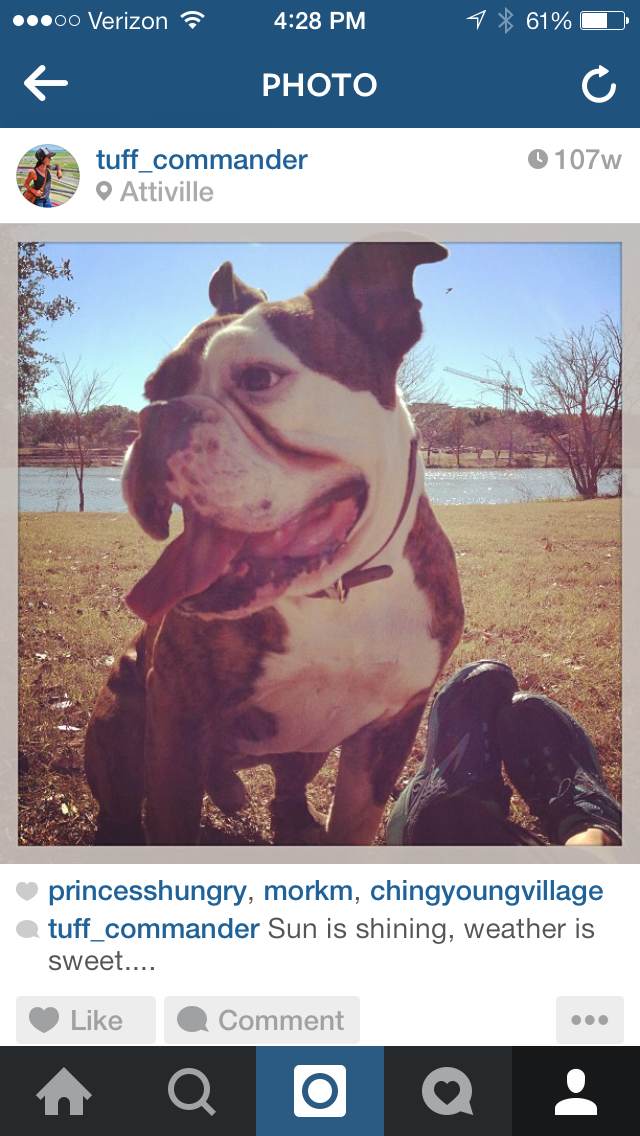 Verizon 4:28 PM 61%
PHOTO
tuff_commander 107w
Attiville
princesshungry, morkm, chingyoungvillage
tuff_commander Sun is shining, weather is
sweet....
Like Comment